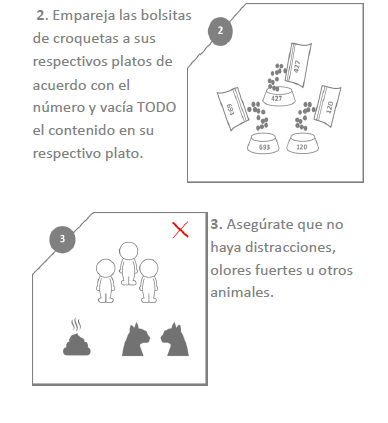 2. Empareja las bolsitas
de croquetas a sus
respectivos platos de
acuerdo con el
número y vacía TODO
el contenido en su
respectivo plato.
2
427
693
120
427
693
120
3
3. Asegúrate que no
haya distracciones,
olores fuertes u otros
animales.